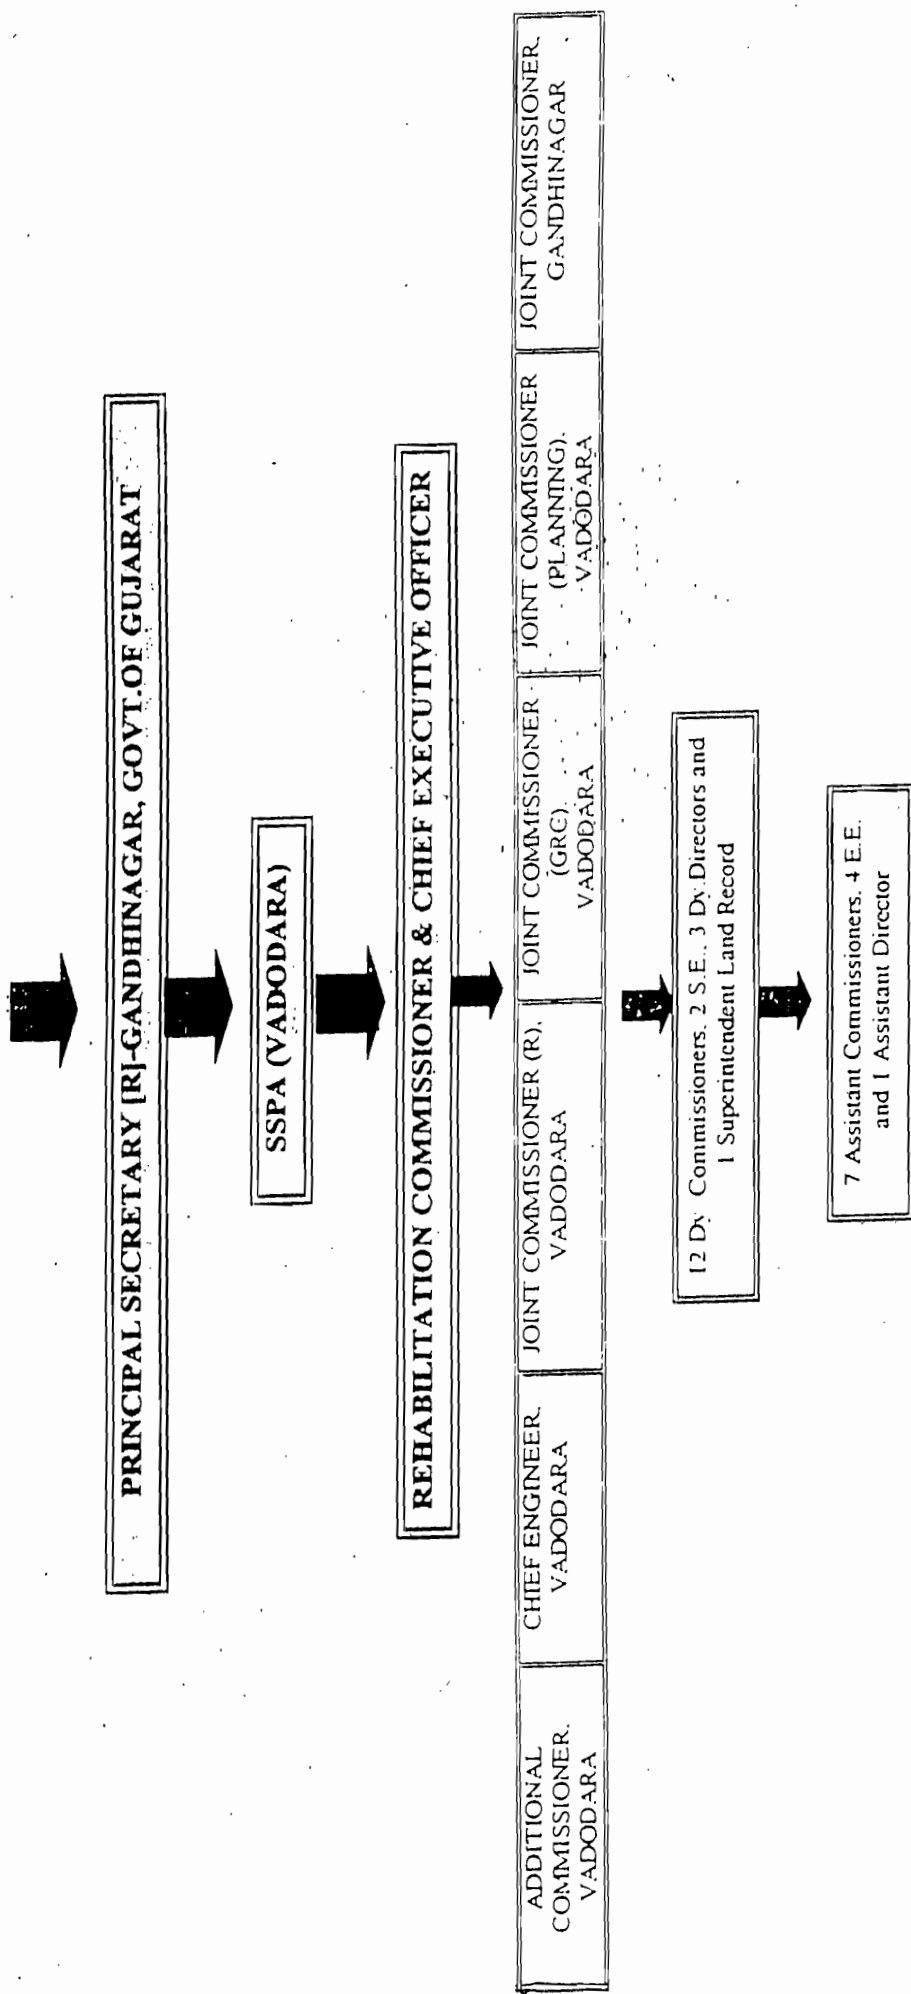 PRINCIPAL SECRETARY [R]-GANDHINAGAR, GOVT.OF GUJARAT
SSPA (VADODARA)
REHABILITATION COMMISSIONER & CHIEF EXECUTIVE OFFICER
ADDITIONAL
COMMISSIONER.
VADODARA
CHIEF ENGINEER.
VADODARA
JOINT COMMISSIONER (R).
VADODARA
JOINT COMMISSIONER
(GRC).
VADODARA
JOINT COMMISSIONER
(PLANNING).
VADODARA
JOINT COMMISSIONER.
GANDHINAGAR
12 Dy. Commissioners. 2 S.E.. 3 Dy.Directors and
1 Superintendent Land Record
7 Assistant Commissioners. 4 E.E.
and 1 Assistant Director